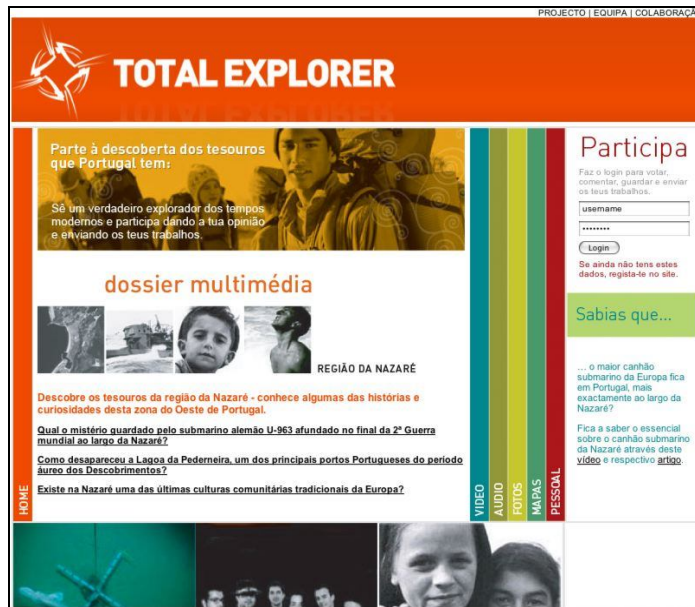 PROJECTO | EQUIPA | COLABORAÇÃ
TOTAL EXPLORER
Parte à descoberta dos tesouros
que Portugal tem:
Sê um verdadeiro explorador dos tempos
modernos e participa dando a tua opinião
e enviando os teus trabalhos.
dossier multimédia
REGIÃO DA NAZARÉ
Descobre os tesouros da região da Nazaré - conhece algumas das histórias e
curiosidades desta zona do Oeste de Portugal.
Qual o mistério guardado pelo submarino alemão U-963 afundado no final da 2ª Guerra
mundial ao largo da Nazaré?
Como desapareceu a Lagoa da Pederneira, um dos principais portos Portugueses do período
áureo dos Descobrimentos?
Existe na Nazaré uma das últimas culturas comunitárias tradicionais da Europa?
HOME
VIDEO
AUDIO
FOTOS
MAPAS
PESSOAL
Participa
Faz o login para votar,
comentar, guardar e enviar
os teus trabalhos.
username
••••••••
Login
Se ainda não tens estes
dados, regista-te no site.
Sabias que...
... o maior canhão
submarino da Europa fica
em Portugal, mais
exactamente ao largo da
Nazaré?
Fica a saber o essencial
sobre o canhão submarino
da Nazaré através deste
vídeo e respectivo artigo.